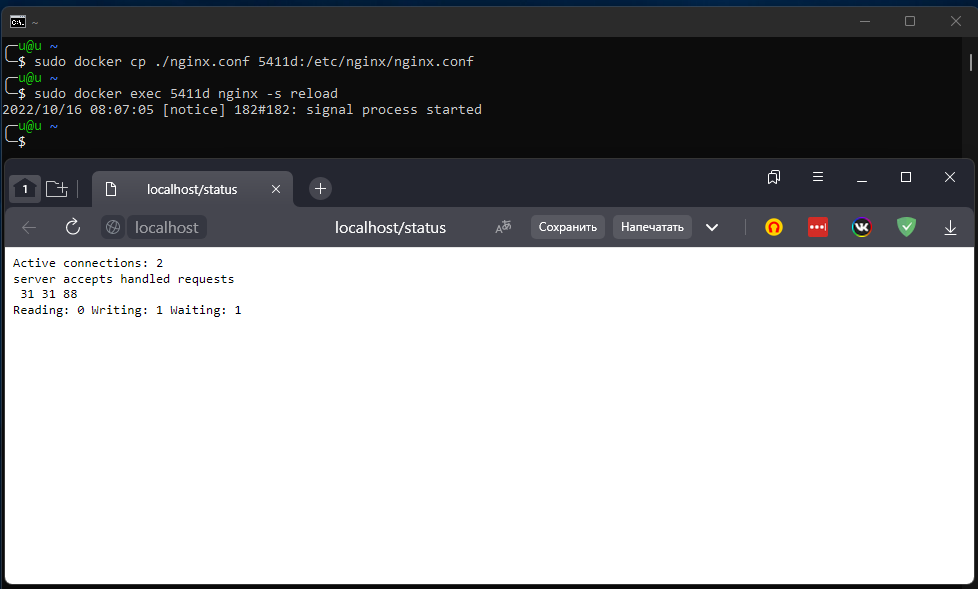 ~
u@u ~
$ sudo docker cp ./nginx.conf 5411d:/etc/nginx/nginx.conf
u@u ~
$ sudo docker exec 5411d nginx -s reload
2022/10/16 08:07:05 [notice] 182#182: signal process started
u@u ~
$
1 localhost/status
localhost localhost/status Сохранить Напечатать
Active connections: 2
server accepts handled requests
31 31 88
Reading: 0 Writing: 1 Waiting: 1